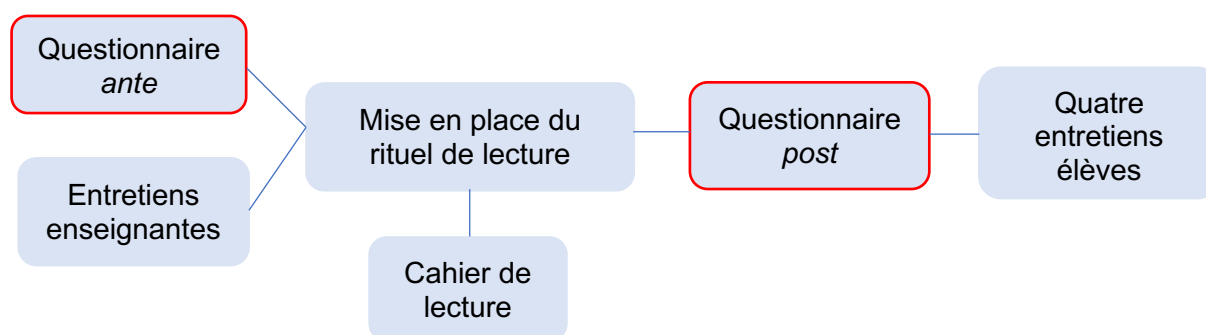 Questionnaire
ante
Entretiens
enseignantes
Mise en place du
rituel de lecture
Cahier de
lecture
Questionnaire
post
Quatre
entretiens
élèves